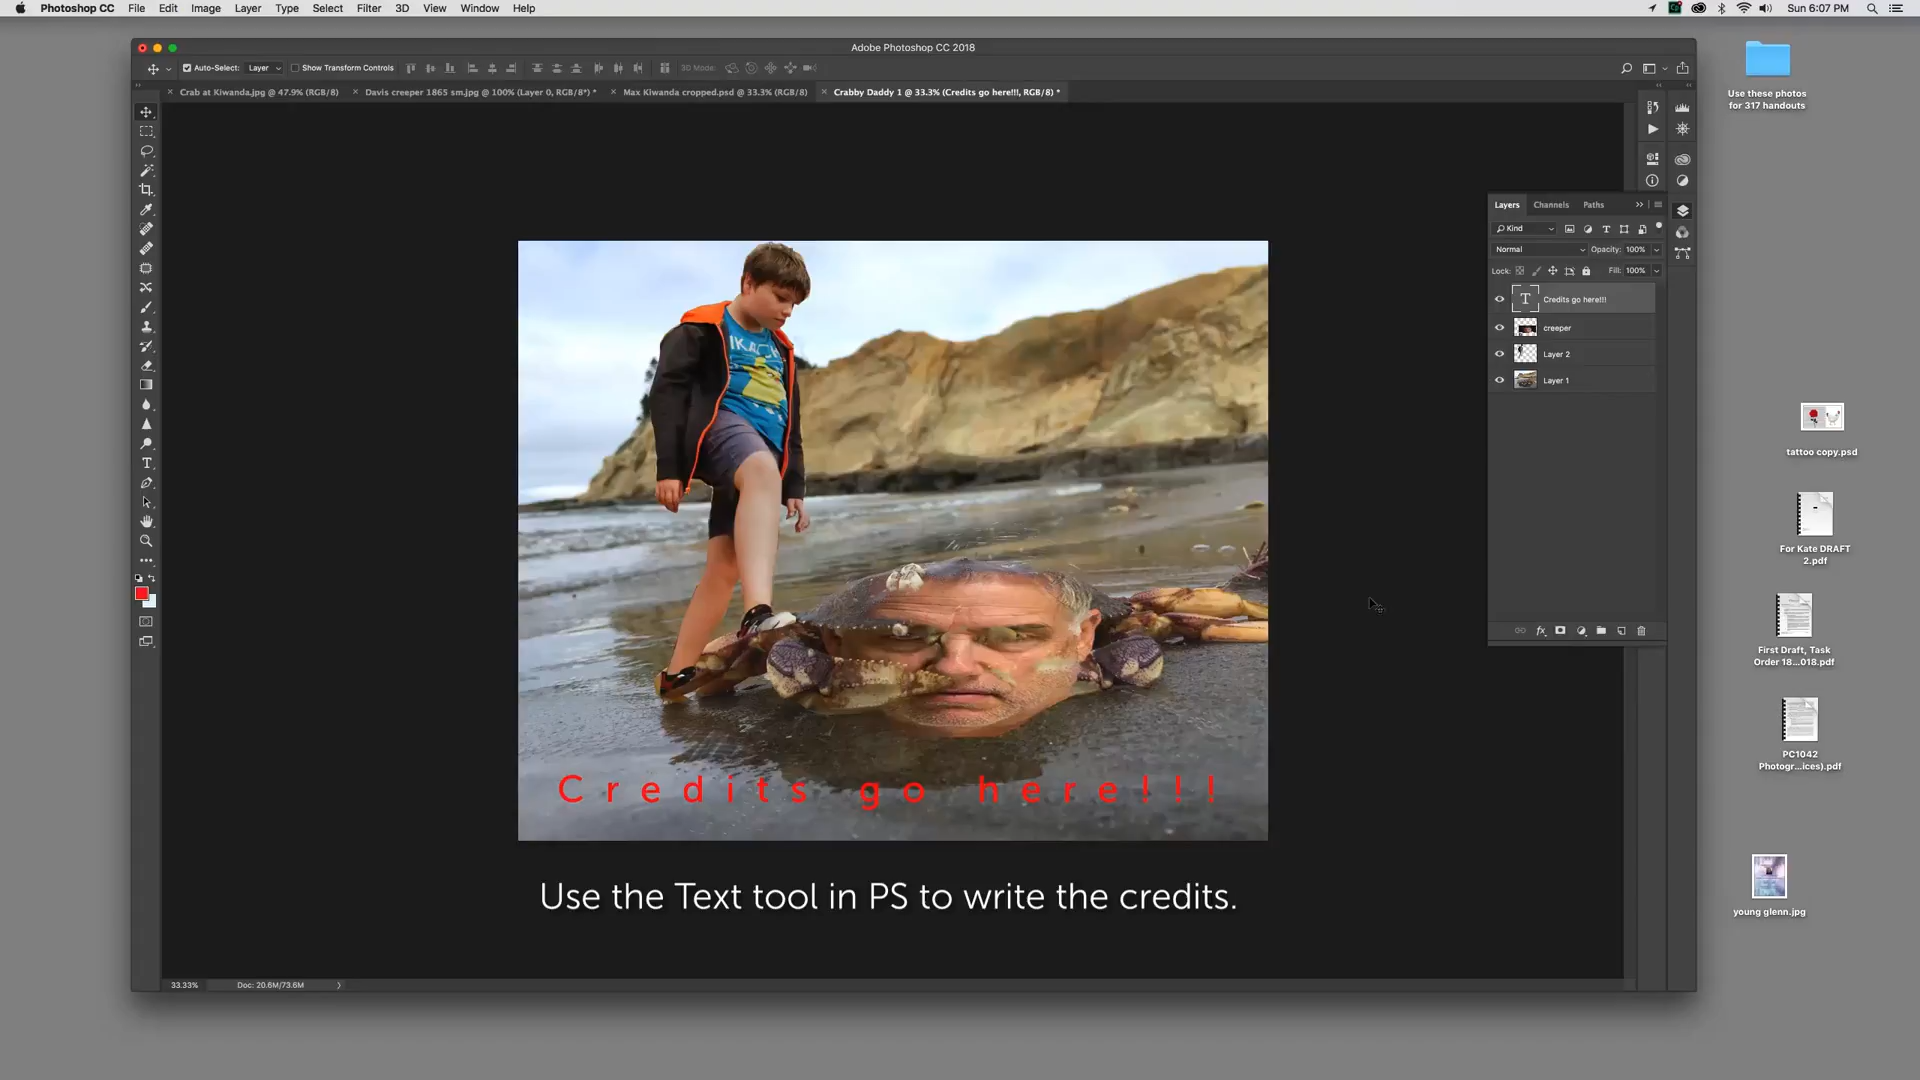 Photoshop CC File Edit Image Layer Type Select Filter 3D View Window Help
Sun 6:07 PM
Adobe Photoshop CC 2018
Auto-Select: Layer Show Transform Controls 3D Mode:
Crab at Kiwanda.jpg @ 47.9% (RGB/8) Davis creeper 1865 sm.jpg @ 100% (Layer 0, RGB/8*) * Max Kiwanda cropped.psd @ 33.3% (RGB/8) Crabby Daddy 1 @ 33.3% (Credits go here!!!, RGB/8) *
Use these photos
for 317 handouts
Layers Channels Paths
Kind
Normal Opacity: 100%
Lock: Fill: 100%
T Credits go here!!!
creeper
Layer 2
Layer 1
Credits go here!!!
Use the Text tool in PS to write the credits.
tattoo copy.psd
For Kate DRAFT
2.pdf
First Draft, Task
Order 18...018.pdf
PC1042
Photogr...ices).pdf
young glenn.jpg
33.33% Doc: 20.6M/73.6M